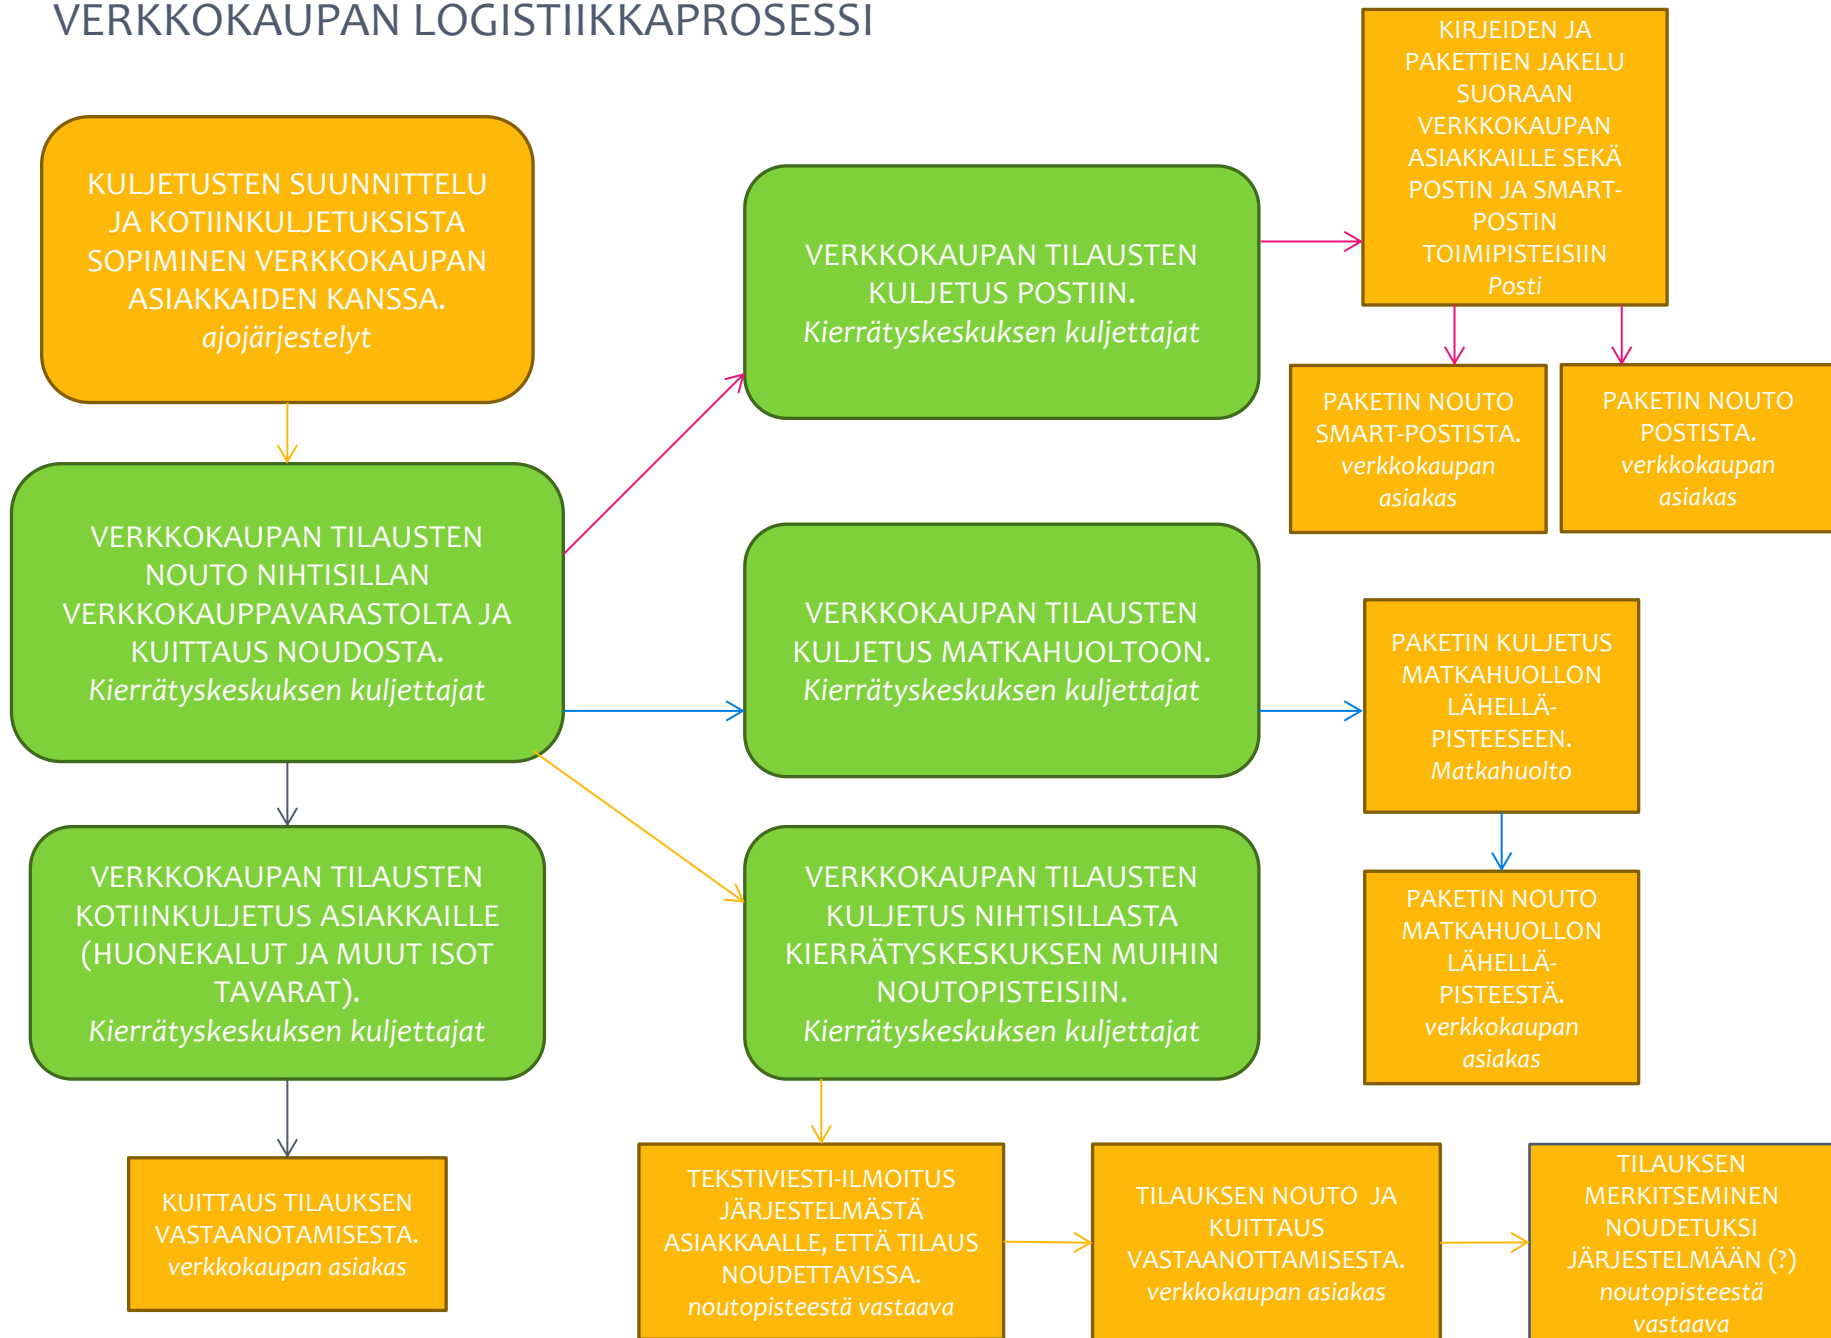 VERKKOKAUPAN LOGISTIIKKAPROSESSI
KULJETUSTEN SUUNNITTELU
JA KOTIINKULJETUKSISTA
SOPIMINEN VERKKOKAUPAN
ASIAKKAIDEN KANSSA.
ajojärjestelyt
VERKKOKAUPAN TILAUSTEN
NOUTO NIHTISILLAN
VERKKOKAUPPAVARASTOLTA JA
KUITTAUS NOUDOSTA.
Kierrätyskeskuksen kuljettajat
VERKKOKAUPAN TILAUSTEN
KOTIINKULJETUS ASIAKKAILLE
(HUONEKALUT JA MUUT ISOT
TAVARAT).
Kierrätyskeskuksen kuljettajat
KUITTAUS TILAUKSEN
VASTAANOTAMISESTA.
verkkokaupan asiakas
VERKKOKAUPAN TILAUSTEN
KULJETUS POSTIIN.
Kierrätyskeskuksen kuljettajat
KIRJEIDEN JA
PAKETTIEN JAKELU
SUORAAN
VERKKOKAUPAN
ASIAKKAILLE SEKÄ
POSTIN JA SMART-
POSTIN
TOIMIPISTEISIIN
Posti
PAKETIN NOUTO
SMART-POSTISTA.
verkkokaupan
asiakas
PAKETIN NOUTO
POSTISTA.
verkkokaupan
asiakas
VERKKOKAUPAN TILAUSTEN
KULJETUS MATKAHUOLTOON.
Kierrätyskeskuksen kuljettajat
PAKETIN KULJETUS
MATKAHUOLLON
LÄHELLÄ-
PISTEESEEN.
Matkahuolto
PAKETIN NOUTO
MATKAHUOLLON
LÄHELLÄ-
PISTEESTÄ.
verkkokaupan
asiakas
VERKKOKAUPAN TILAUSTEN
KULJETUS NIHTISILLASTA
KIERRÄTYSKESKUKSEN MUIHIN
NOUTOPISTEISIIN.
Kierrätyskeskuksen kuljettajat
TEKSTIVIESTI-ILMOITUS
JÄRJESTELMÄSTÄ
ASIAKKAALLE, ETTÄ TILAUS
NOUDETTAVISSA.
noutopisteestä vastaava
TILAUKSEN NOUTO JA
KUITTAUS
VASTAANOTTAMISESTA.
verkkokaupan asiakas
TILAUKSEN
MERKITSEMINEN
NOUDETUKSI
JÄRJESTELMÄÄN (?)
noutopisteestä
vastaava